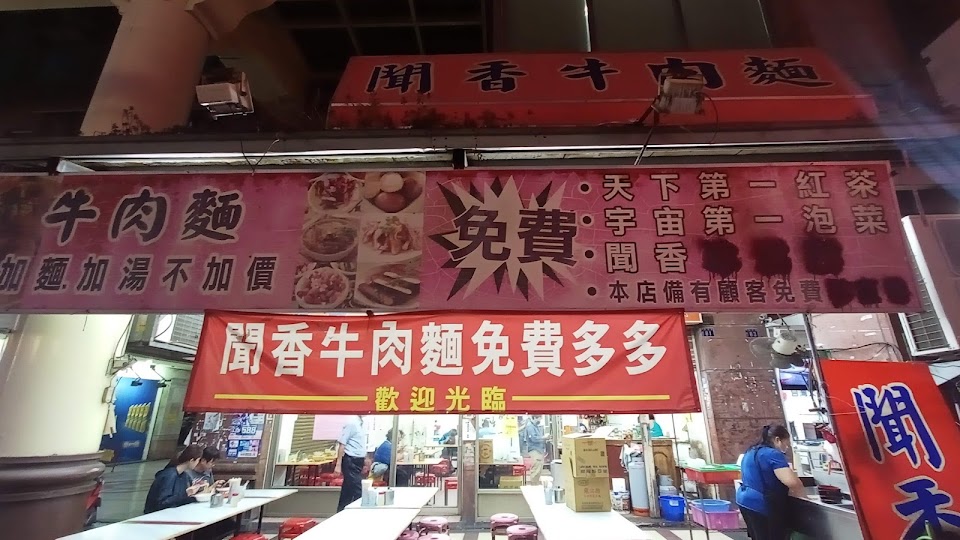 聞香牛肉麵
牛肉麵
加麵.加湯不加價
免費
·天下第一紅茶
·宇宙第一泡菜
·聞香
·本店備有顧客免費
聞香牛肉麵免費多多
歡迎光臨
聞香